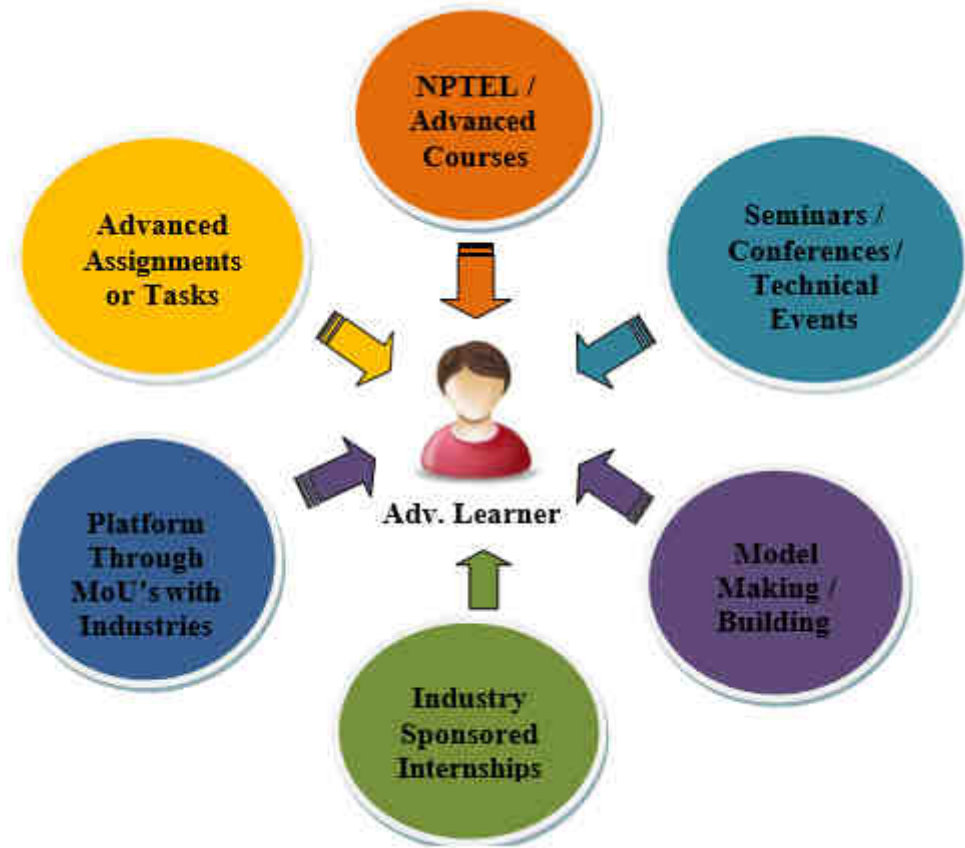 NPTEL /
Advanced
Courses
Advanced
Assignments
or Tasks
Seminars /
Conferences /
Technical
Events
Adv. Learner
Platform
Through
MoU's with
Industries
Model
Making /
Building
Industry
Sponsored
Internships